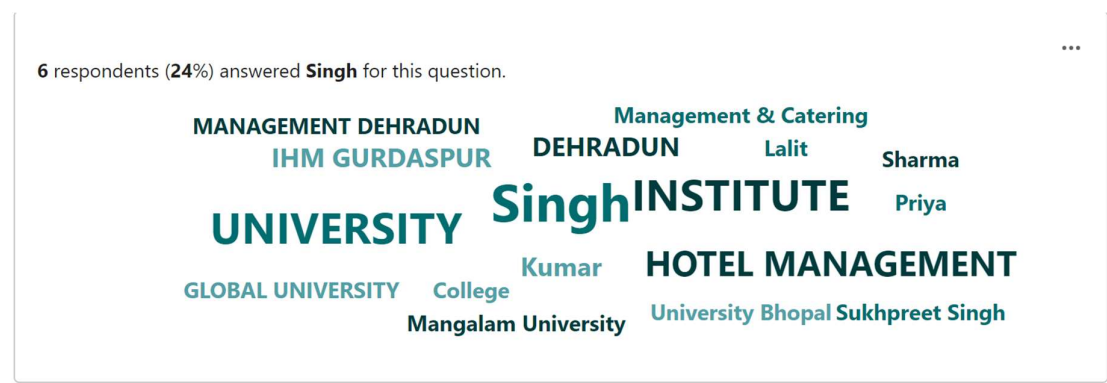 6 respondents (24%) answered Singh for this question.
Management & Catering
MANAGEMENT DEHRADUN
DEHRADUN
Lalit
IHM GURDASPUR
Sharma
Singh
INSTITUTE
Priya
UNIVERSITY
Kumar
HOTEL MANAGEMENT
GLOBAL UNIVERSITY
College
University Bhopal
Sukhpreet Singh
Mangalam University